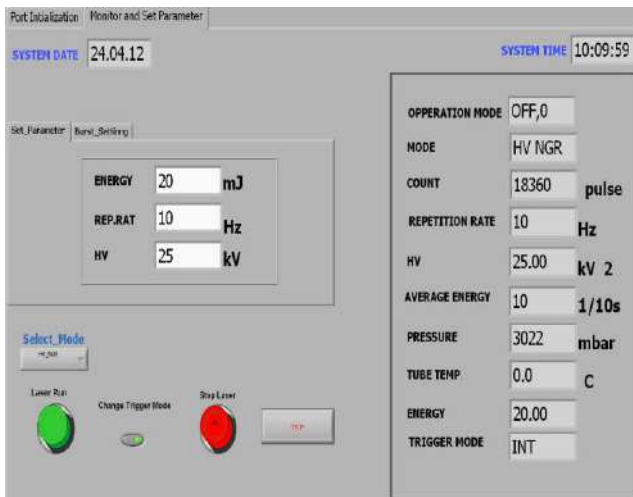 Port Intialization Monitor and Set Parameter
SYSTEM DATE 24.04.12
SYSTEM TIME 10:09:59
Set_Parameter Burst_Setting
ENERGY 20 mJ
REP.RAT 10 Hz
HV 25 kV
Select_Mode
Laser Run
Change Trigger Mode
Stop Laser
STOP
OPPERATION MODE OFF,0
MODE HV NGR
COUNT 18360 pulse
REPETITION RATE 10 Hz
HV 25.00 kV 2
AVERAGE ENERGY 10 1/10s
PRESSURE 3022 mbar
TUBE TEMP 0.0 C
ENERGY 20.00
TRIGGER MODE INT